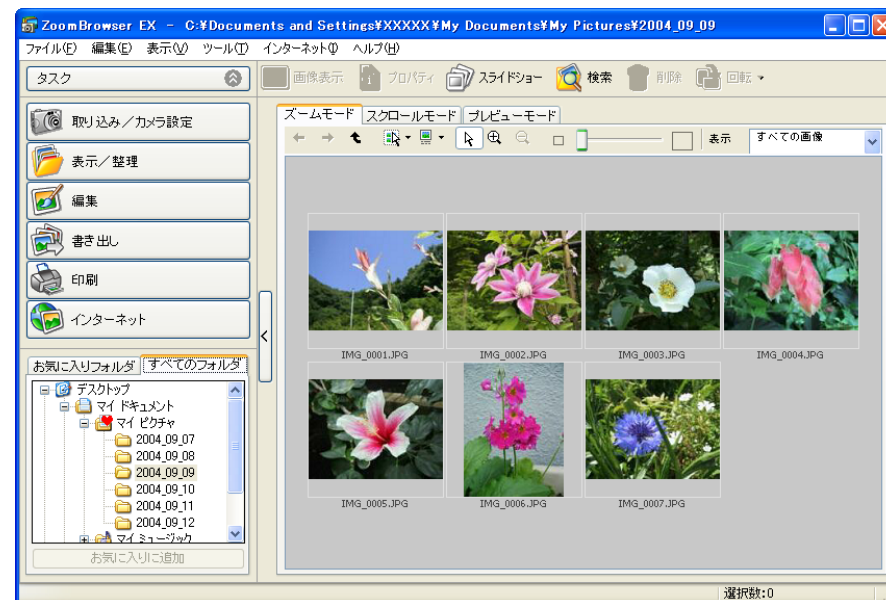 ZoomBrowser EX - C:¥Documents and Settings¥XXXXX¥My Documents¥My Pictures¥2004_09_09
ファイル(F) 編集(E) 表示(V) ツール(T) インターネット(I) ヘルプ(H)
タスク
画像表示 プロパティ スライドショー 検索 削除 回転
取り込み／カメラ設定
表示／整理
編集
書き出し
印刷
インターネット
お気に入りフォルダ すべてのフォルダ
デスクトップ
マイ ドキュメント
マイ ピクチャ
2004_09_07
2004_09_08
2004_09_09
2004_09_10
2004_09_11
2004_09_12
マイ ミュージック
お気に入りに追加
ズームモード スクロールモード プレビューモード
表示 すべての画像
IMG_0001.JPG IMG_0002.JPG IMG_0003.JPG IMG_0004.JPG
IMG_0005.JPG IMG_0006.JPG IMG_0007.JPG
選択数:0